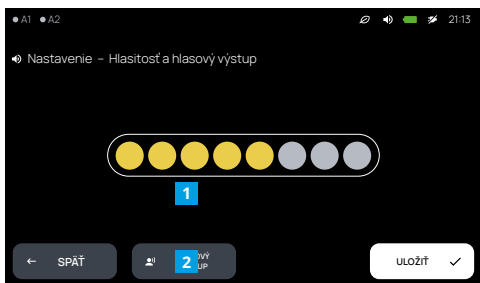 A1 A2 21:13
Nastavenie – Hlasitosť a hlasový výstup
1
← SPÄŤ
2
ULOŽIŤ